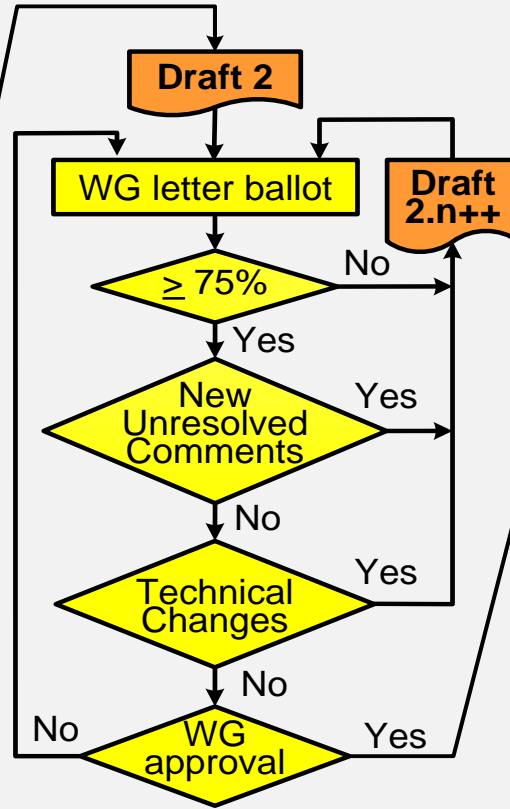 Draft 2
WG letter ballot
Draft
2.n++
≥ 75%
No
Yes
New
Unresolved
Comments
Yes
No
Technical
Changes
Yes
No
No
WG
approval
Yes